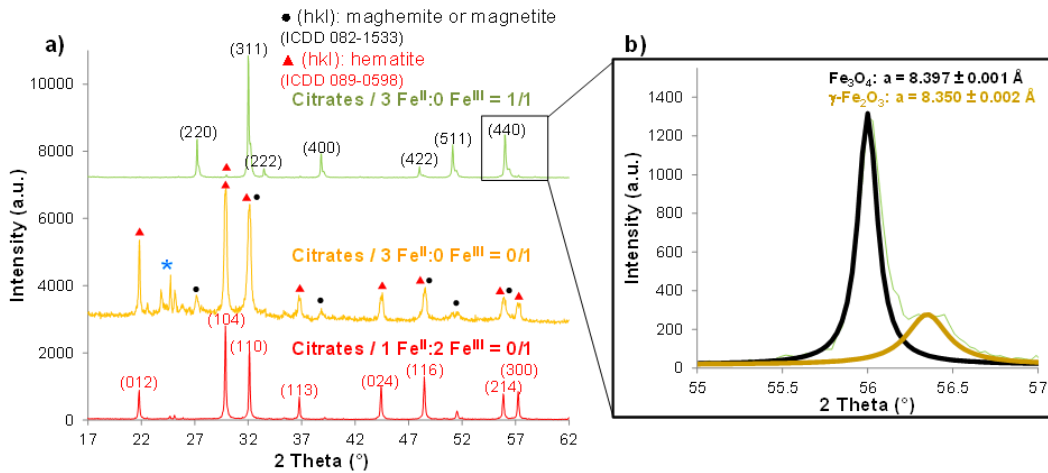 ● (hkl): maghemite or magnetite
(ICDD 082-1533)
▲ (hkl): hematite
(ICDD 089-0598)
a)
Citrates / 3 Feᴵᴵ:0 Feᴵᴵᴵ = 1/1
(220)
(311)
(222)
(400)
(422)
(511)
(440)
Citrates / 3 Feᴵᴵ:0 Feᴵᴵᴵ = 0/1
*
Citrates / 1 Feᴵᴵ:2 Feᴵᴵᴵ = 0/1
(012)
(104)
(110)
(113)
(024)
(116)
(214)
(300)
Intensity (a.u.)
10000
8000
6000
4000
2000
0
17 22 27 32 37 42 47 52 57 62
2 Theta (°)
b)
Fe₃O₄: a = 8.397 ± 0.001 Å
γ-Fe₂O₃: a = 8.350 ± 0.002 Å
Intensity (a.u.)
1400
1200
1000
800
600
400
200
0
55 55.5 56 56.5 57
2 Theta (°)